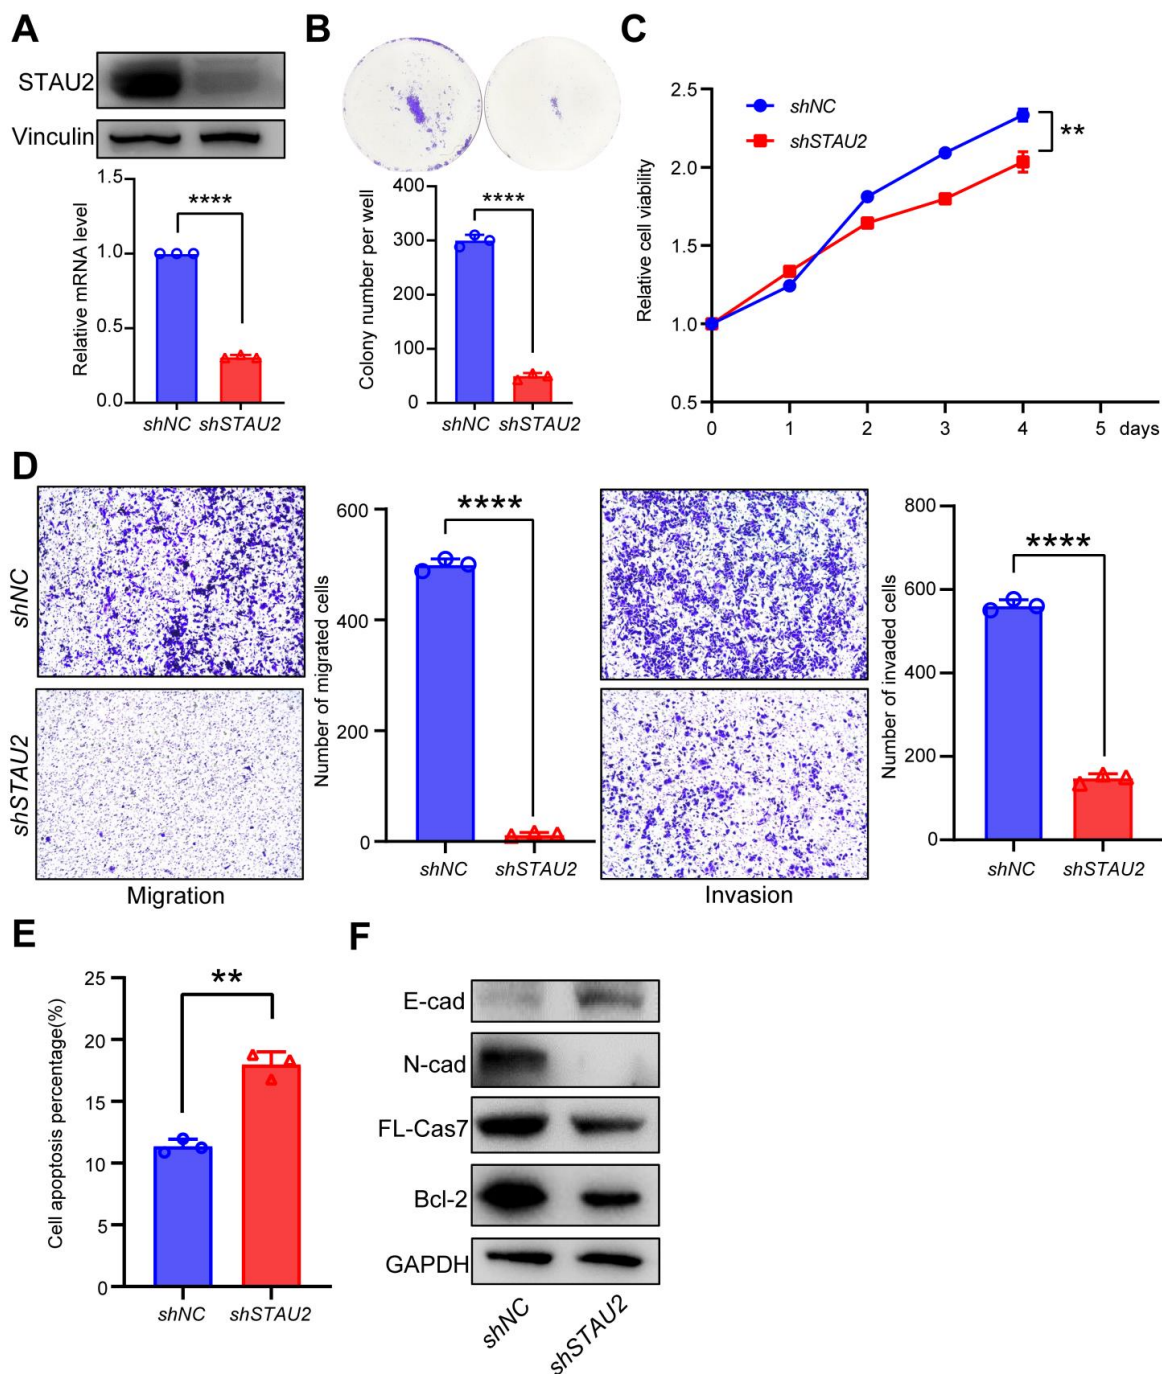 A
STAU2
Vinculin
Relative mRNA level
1.5
1.0
0.5
0.0
****
shNC shSTAU2
B
Colony number per well
400
300
200
100
0
****
shNC shSTAU2
C
Relative cell viability
2.5
2.0
1.5
1.0
0.5
shNC
shSTAU2
**
0 1 2 3 4 5 days
D
shNC
shSTAU2
Migration
Number of migrated cells
600
400
200
0
****
shNC shSTAU2
Invasion
Number of invaded cells
800
600
400
200
0
****
shNC shSTAU2
E
Cell apoptosis percentage(%)
25
20
15
10
5
0
**
shNC shSTAU2
F
E-cad
N-cad
FL-Cas7
Bcl-2
GAPDH
shNC
shSTAU2